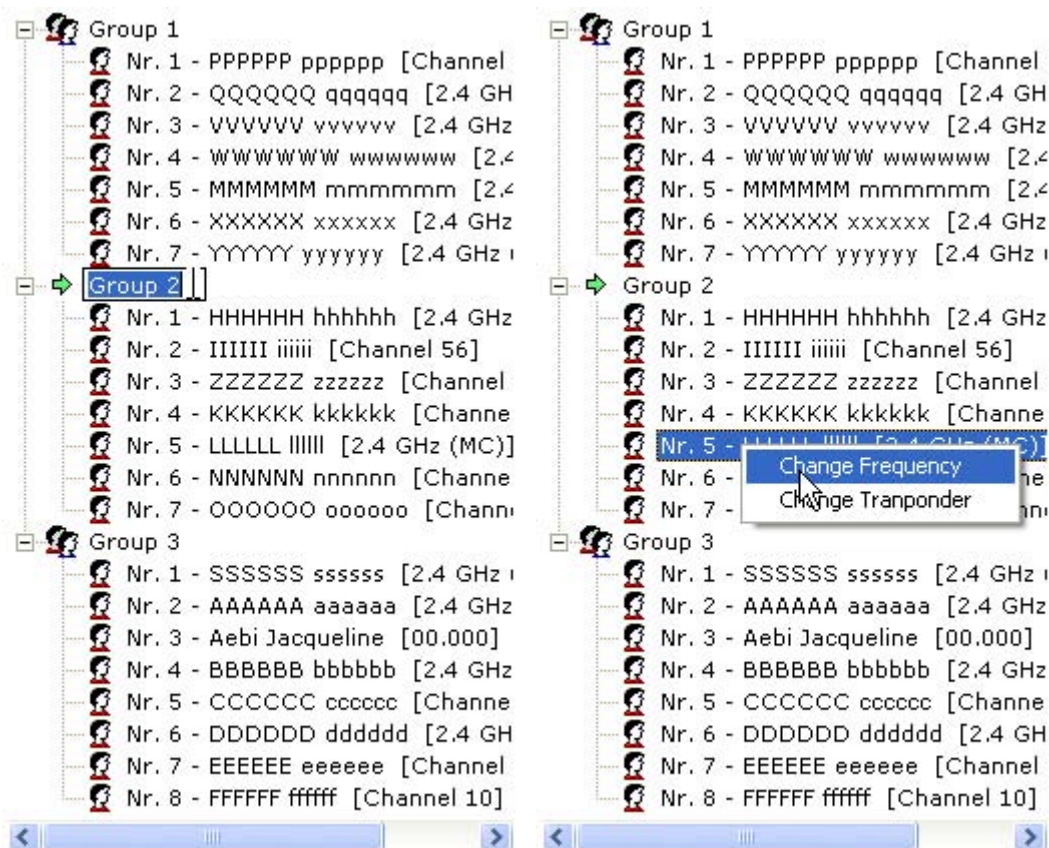 Group 1
Nr. 1 - PPPPPP pppppp [Channel
Nr. 2 - QQQQQQ qqqqqq [2.4 GH
Nr. 3 - VVVVVV vvvvvv [2.4 GHz
Nr. 4 - WWWWWW wwwwww [2.4
Nr. 5 - MMMMMM mmmmmm [2.4
Nr. 6 - XXXXXX xxxxxx [2.4 GHz
Nr. 7 - YYYYYY yyyyyy [2.4 GHz
Group 2
Nr. 1 - HHHHHH hhhhhh [2.4 GHz
Nr. 2 - IIIIII iiiiii [Channel 56]
Nr. 3 - ZZZZZZ zzzzzz [Channel
Nr. 4 - KKKKKK kkkkkk [Channe
Nr. 5 - LLLLLL llllll [2.4 GHz (MC)]
Nr. 6 - NNNNNN nnnnnn [Channe
Nr. 7 - OOOOOO oooooo [Chann
Group 3
Nr. 1 - SSSSSS ssssss [2.4 GHz
Nr. 2 - AAAAAA aaaaaa [2.4 GHz
Nr. 3 - Aebi Jacqueline [00.000]
Nr. 4 - BBBBBB bbbbbb [2.4 GHz
Nr. 5 - CCCCCC cccccc [Channe
Nr. 6 - DDDDDD dddddd [2.4 GH
Nr. 7 - EEEEEE eeeeee [Channel
Nr. 8 - FFFFFF ffffff [Channel 10]
Group 1
Nr. 1 - PPPPPP pppppp [Channel
Nr. 2 - QQQQQQ qqqqqq [2.4 GH
Nr. 3 - VVVVVV vvvvvv [2.4 GHz
Nr. 4 - WWWWWW wwwwww [2.4
Nr. 5 - MMMMMM mmmmmm [2.4
Nr. 6 - XXXXXX xxxxxx [2.4 GHz
Nr. 7 - YYYYYY yyyyyy [2.4 GHz
Group 2
Nr. 1 - HHHHHH hhhhhh [2.4 GHz
Nr. 2 - IIIIII iiiiii [Channel 56]
Nr. 3 - ZZZZZZ zzzzzz [Channel
Nr. 4 - KKKKKK kkkkkk [Channe
Nr. 5 - LLLLLL llllll [2.4 GHz (MC)]
Change Frequency
Nr. 6 -
Change Tranponder
Nr. 7 -
Group 3
Nr. 1 - SSSSSS ssssss [2.4 GHz
Nr. 2 - AAAAAA aaaaaa [2.4 GHz
Nr. 3 - Aebi Jacqueline [00.000]
Nr. 4 - BBBBBB bbbbbb [2.4 GHz
Nr. 5 - CCCCCC cccccc [Channe
Nr. 6 - DDDDDD dddddd [2.4 GH
Nr. 7 - EEEEEE eeeeee [Channel
Nr. 8 - FFFFFF ffffff [Channel 10]